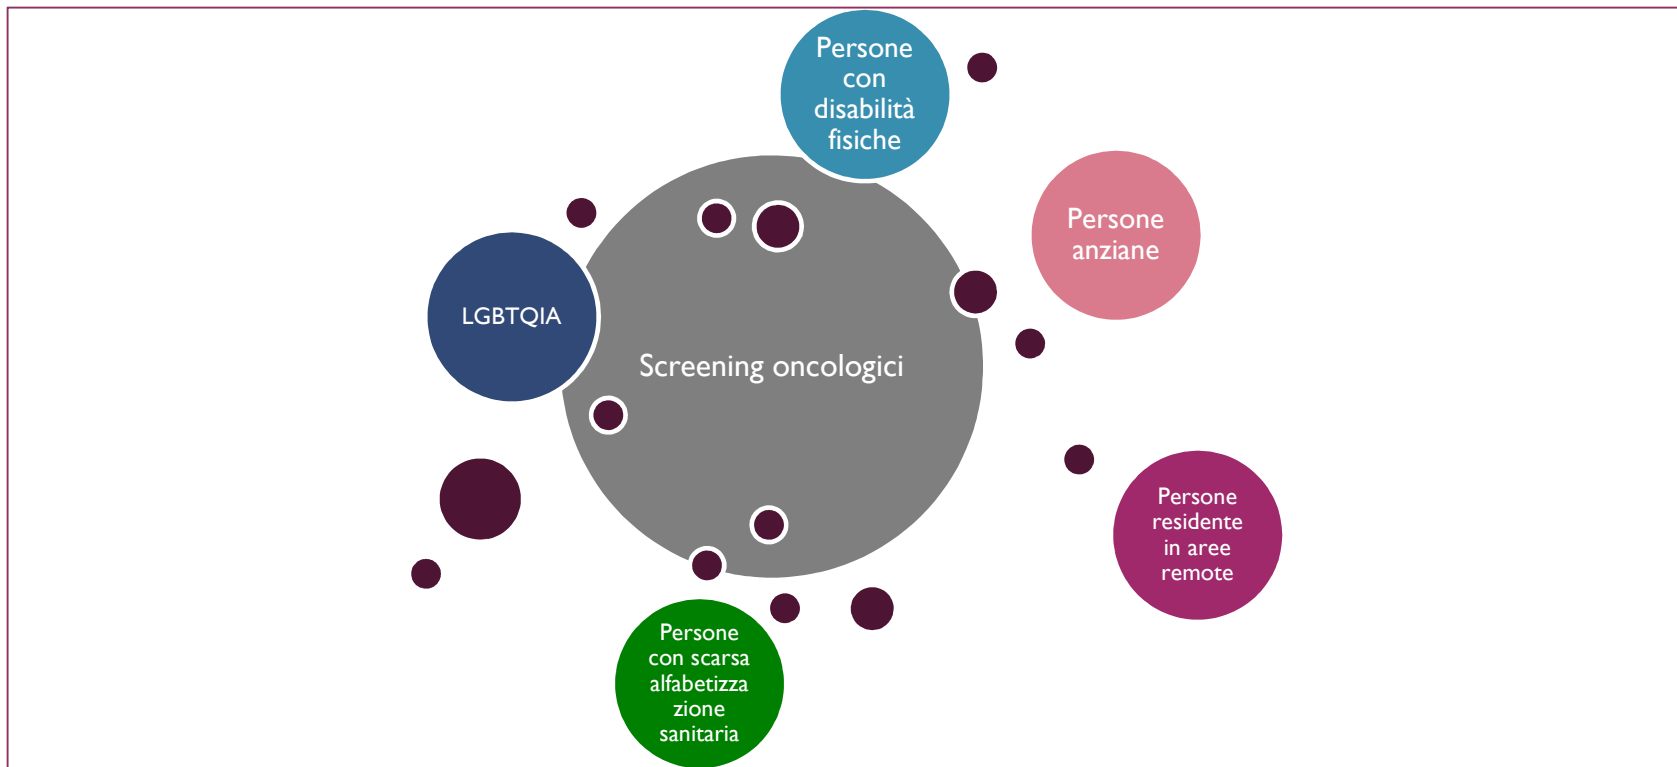 Persone
con
disabilità
fisiche
Persone
anziane
LGBTQIA
Screening oncologici
Persone
residente
in aree
remote
Persone
con scarsa
alfabetizza
zione
sanitaria